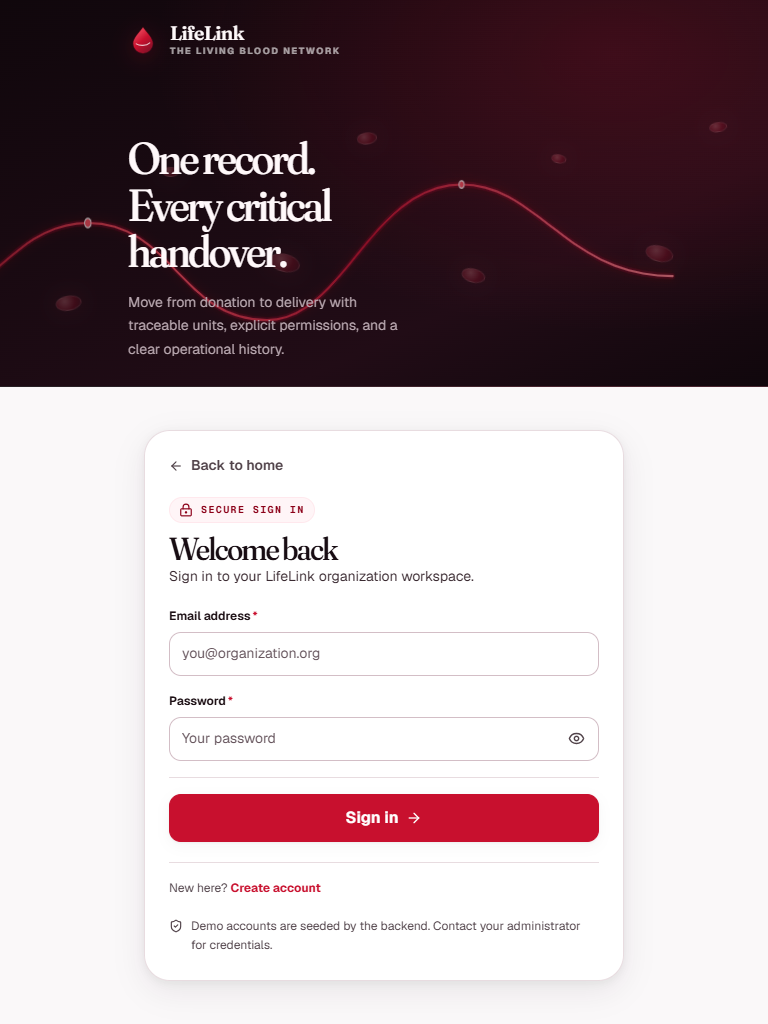 LifeLink
THE LIVING BLOOD NETWORK
One record.
Every critical
handover.
Move from donation to delivery with
traceable units, explicit permissions, and a
clear operational history.
Back to home
SECURE SIGN IN
Welcome back
Sign in to your LifeLink organization workspace.
Email address *
you@organization.org
Password *
Your password
Sign in
New here? Create account
Demo accounts are seeded by the backend. Contact your administrator
for credentials.